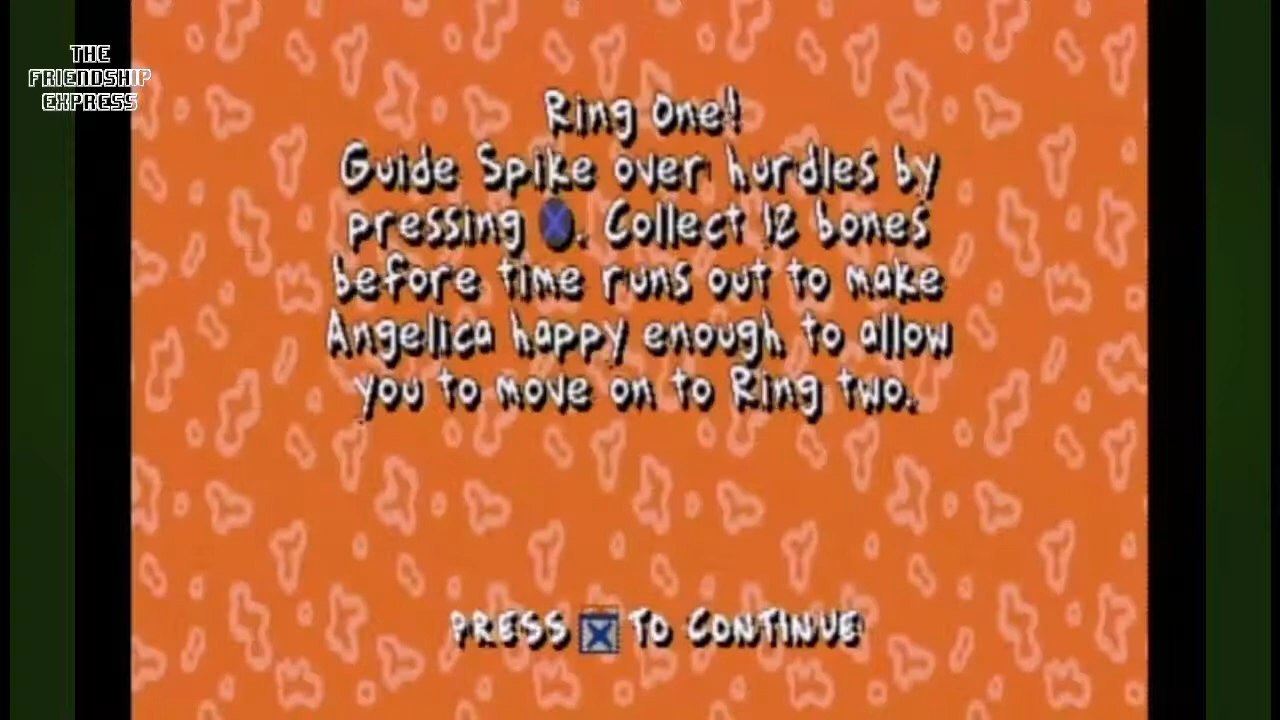 THE
FRIENDSHIP
EXPRESS
Ring One!
Guide Spike over hurdles by
pressing X. Collect 12 bones
before time runs out to make
Angelica happy enough to allow
you to move on to Ring two.
PRESS X TO CONTINUE